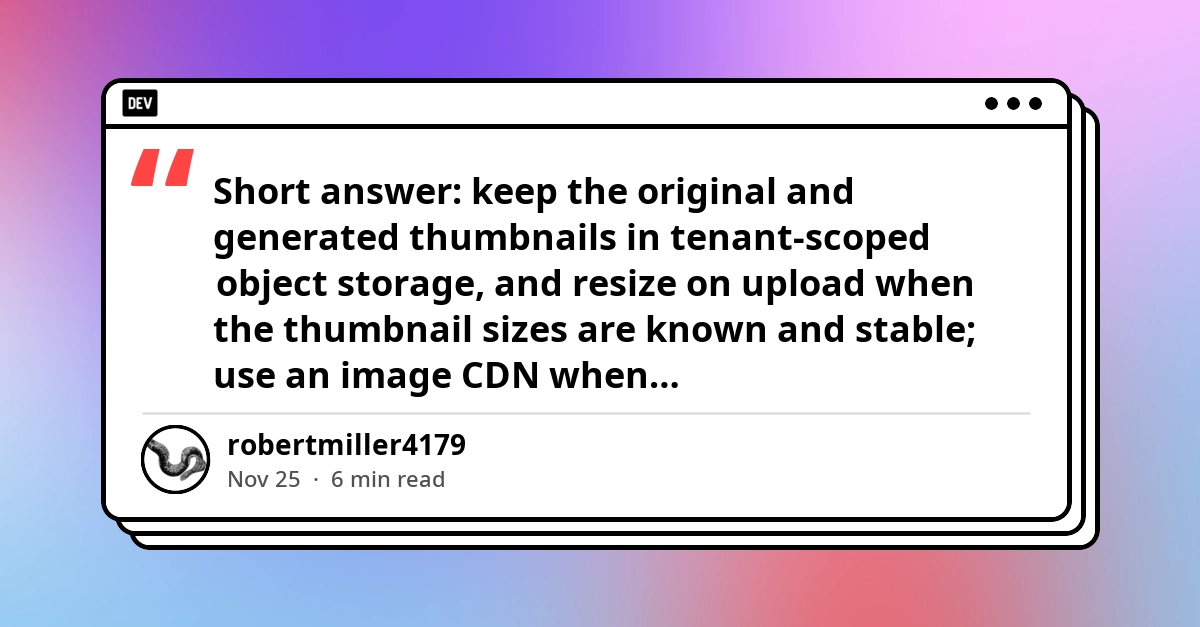 DEV
“
Short answer: keep the original and
generated thumbnails in tenant-scoped
object storage, and resize on upload when
the thumbnail sizes are known and stable;
use an image CDN when...
robertmiller4179
Nov 25 · 6 min read